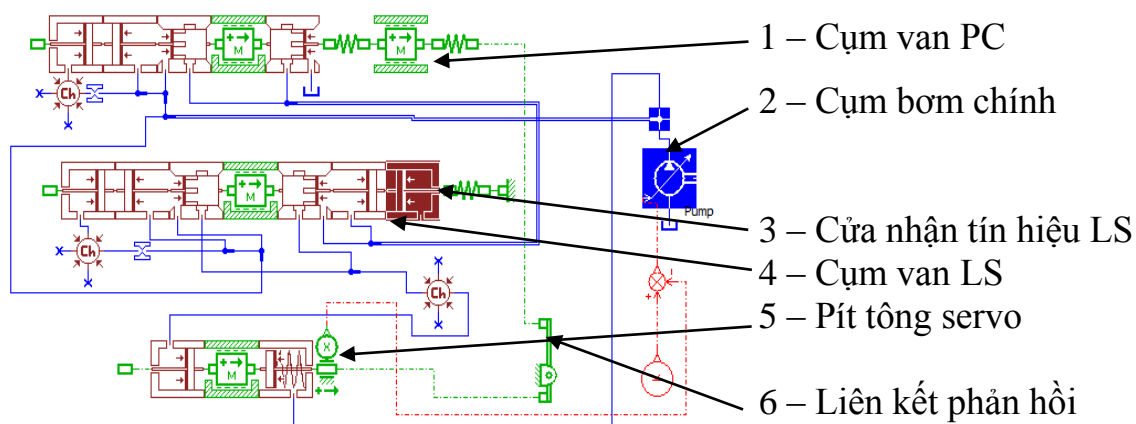 1 – Cụm van PC
2 – Cụm bơm chính
3 – Cửa nhận tín hiệu LS
4 – Cụm van LS
5 – Pít tông servo
6 – Liên kết phản hồi
M
M
Ch
Pump
M
Ch
Ch
X
M